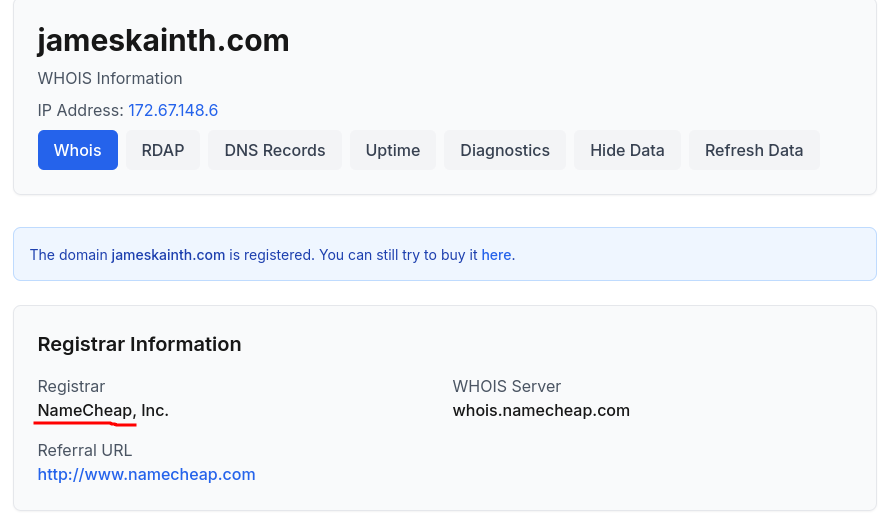 jameskainth.com
WHOIS Information
IP Address: 172.67.148.6
Whois RDAP DNS Records Uptime Diagnostics Hide Data Refresh Data
The domain jameskainth.com is registered. You can still try to buy it here.
Registrar Information
Registrar
NameCheap, Inc.
WHOIS Server
whois.namecheap.com
Referral URL
http://www.namecheap.com